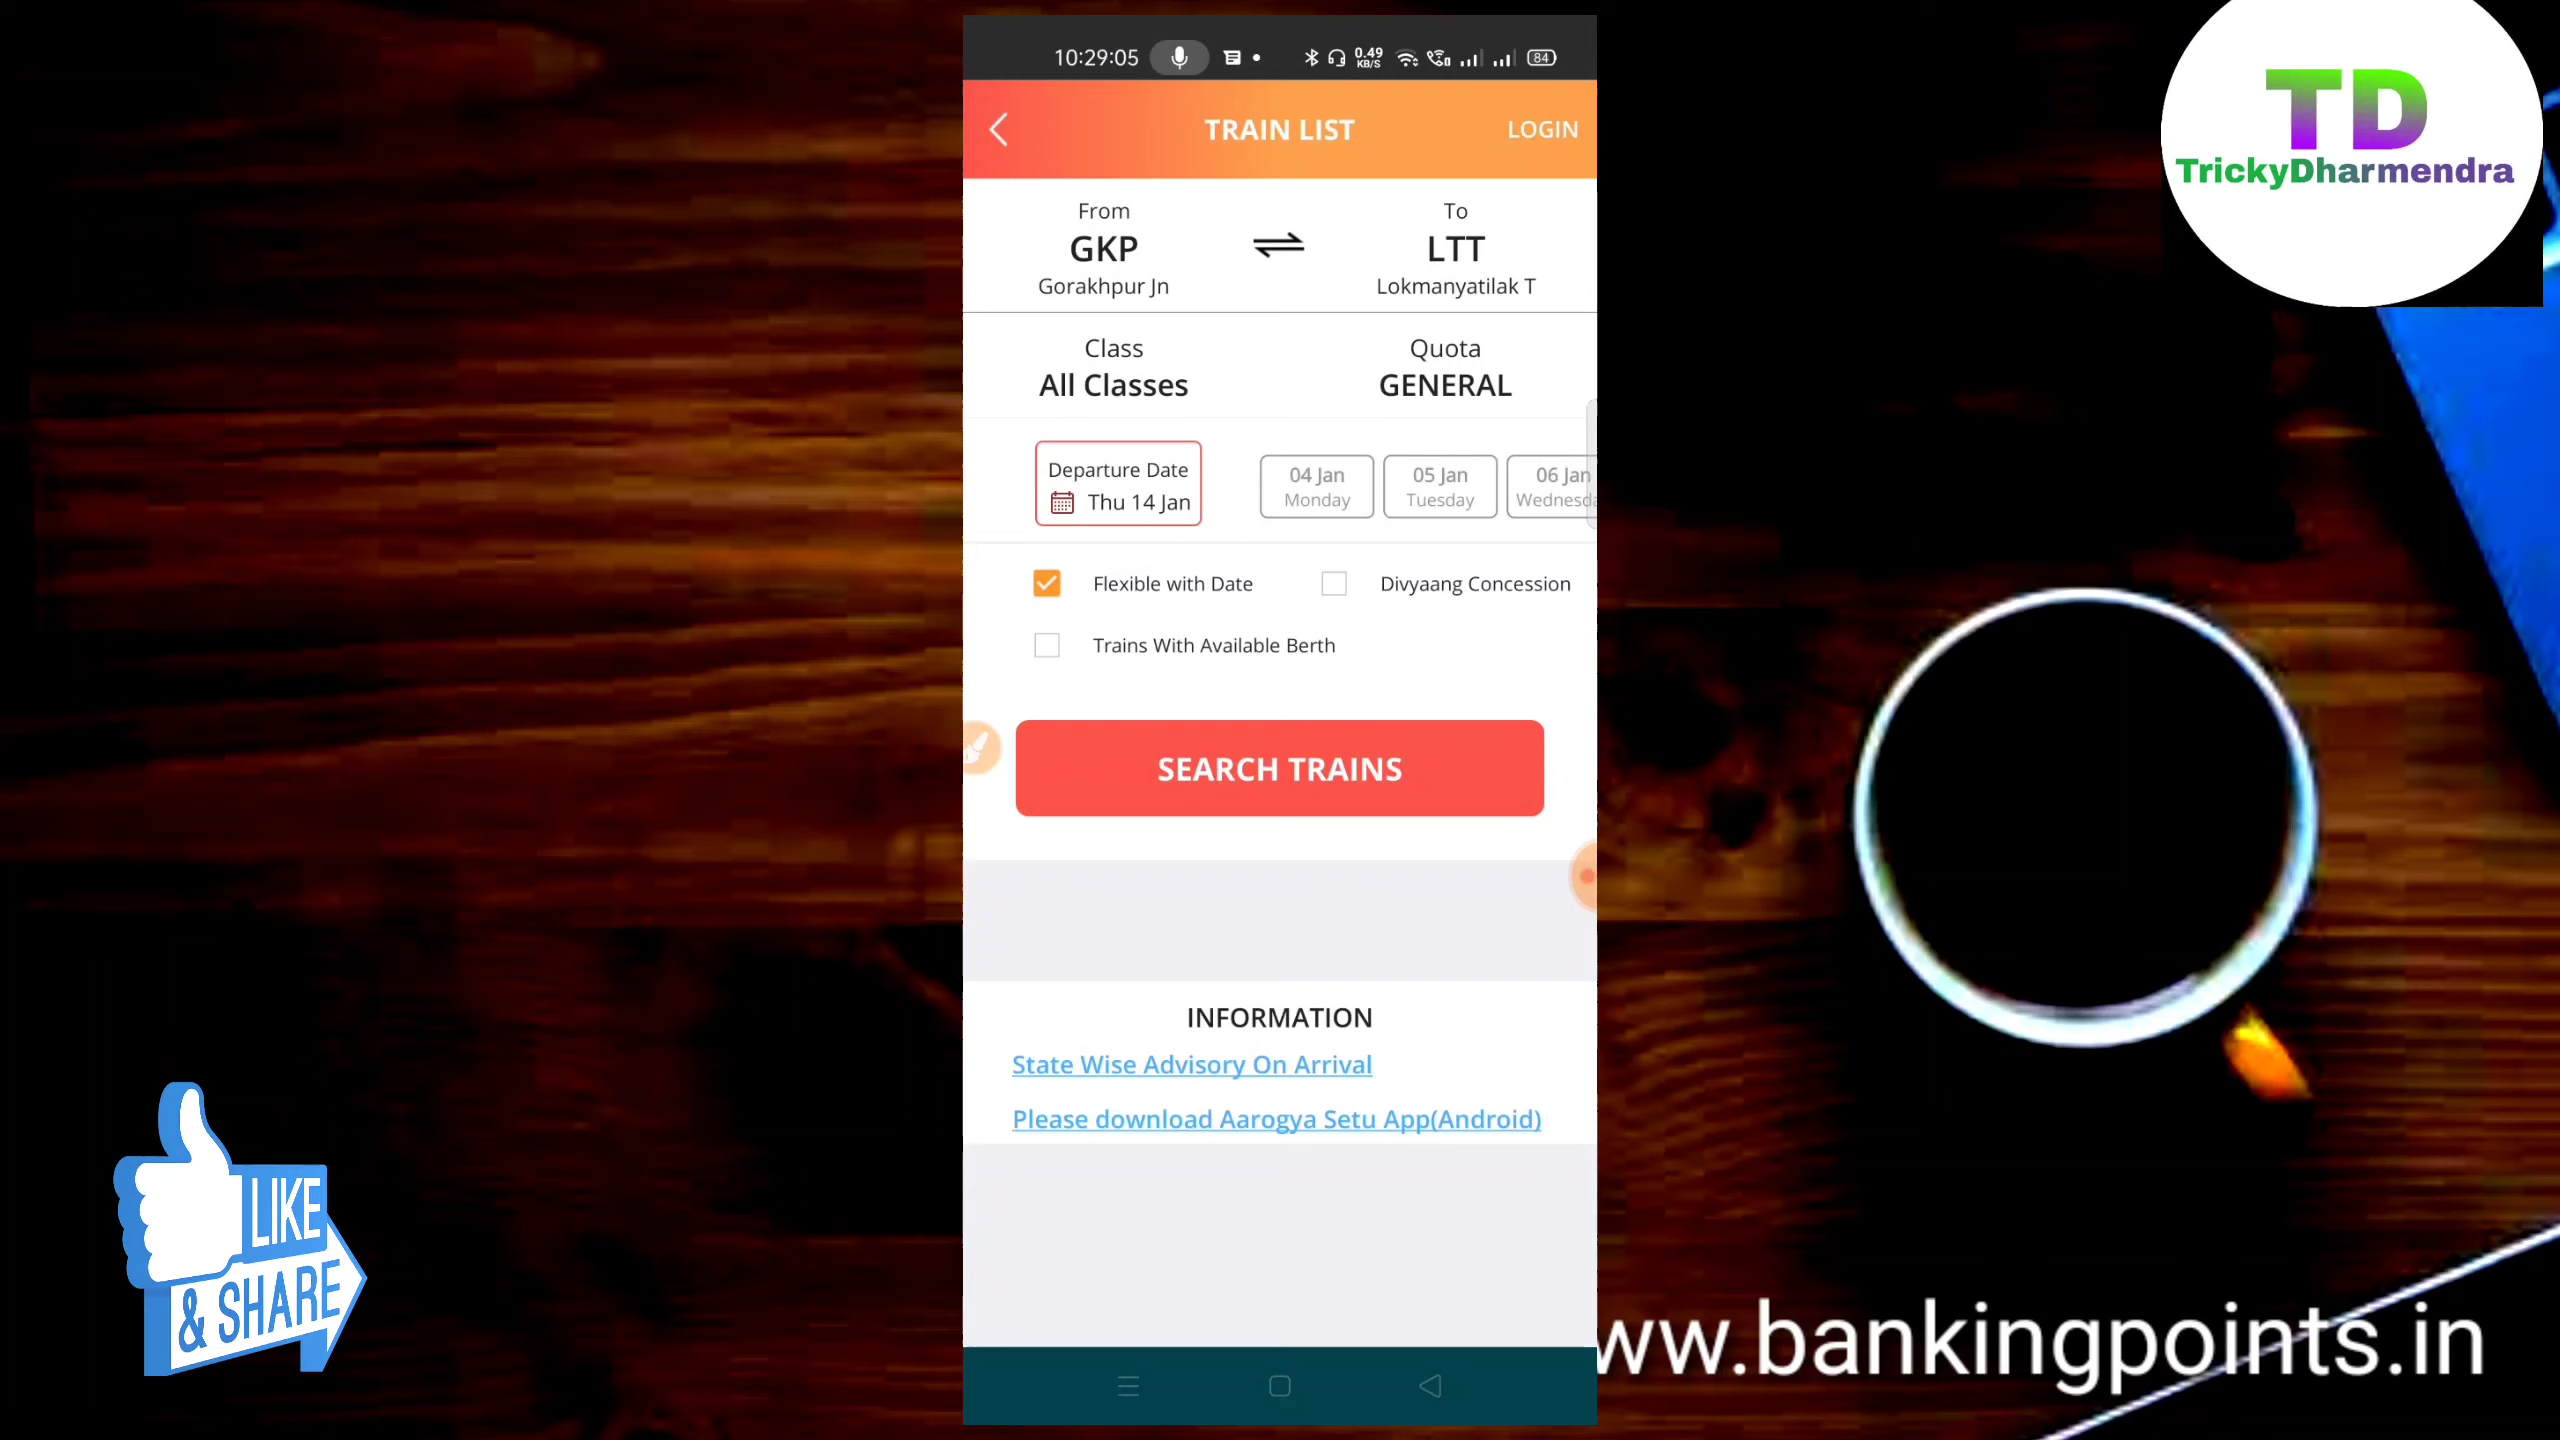 10:29:05
0.49
KB/S
84
TRAIN LIST
LOGIN
From
GKP
Gorakhpur Jn
To
LTT
Lokmanyatilak T
Class
All Classes
Quota
GENERAL
Departure Date
Thu 14 Jan
04 Jan
Monday
05 Jan
Tuesday
06 Jan
Flexible with Date
Divyaang Concession
Trains With Available Berth
SEARCH TRAINS
INFORMATION
State Wise Advisory On Arrival
Please download Aarogya Setu App(Android)
TD
TrickyDharmendra
LIKE
& SHARE
ww.bankingpoints.in